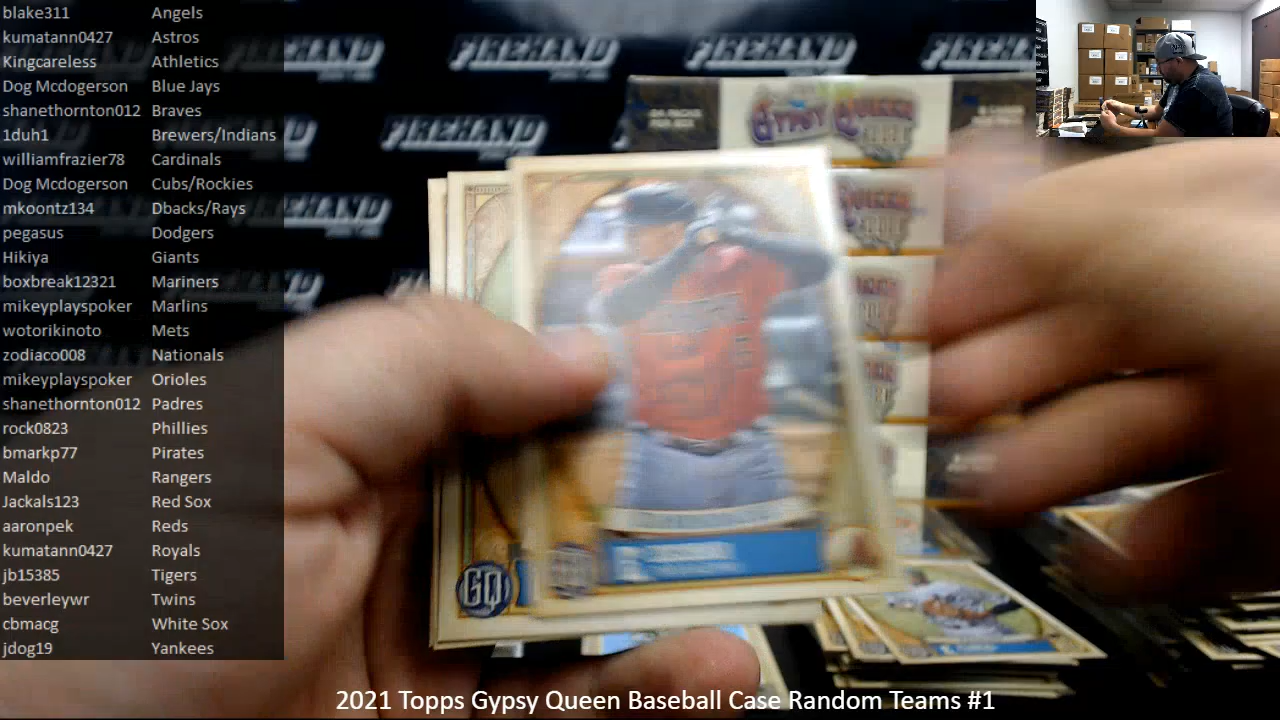 blake311 Angels
kumatann0427 Astros
Kingcareless Athletics
Dog Mcdogerson Blue Jays
shanethornton012 Braves
1duh1 Brewers/Indians
williamfrazier78 Cardinals
Dog Mcdogerson Cubs/Rockies
mkoontz134 Dbacks/Rays
pegasus Dodgers
Hikiya Giants
boxbreak12321 Mariners
mikeyplayspoker Marlins
wotorikinoto Mets
zodiaco008 Nationals
mikeyplayspoker Orioles
shanethornton012 Padres
rock0823 Phillies
bmarkp77 Pirates
Maldo Rangers
Jackals123 Red Sox
aaronpek Reds
kumatann0427 Royals
jb15385 Tigers
beverleywr Twins
cbmacg White Sox
jdog19 Yankees
FIREHAND FIREHAND FIREHAND FIREHAND
FIREHAND
GYPSY QUEEN
GQ
2021 Topps Gypsy Queen Baseball Case Random Teams #1